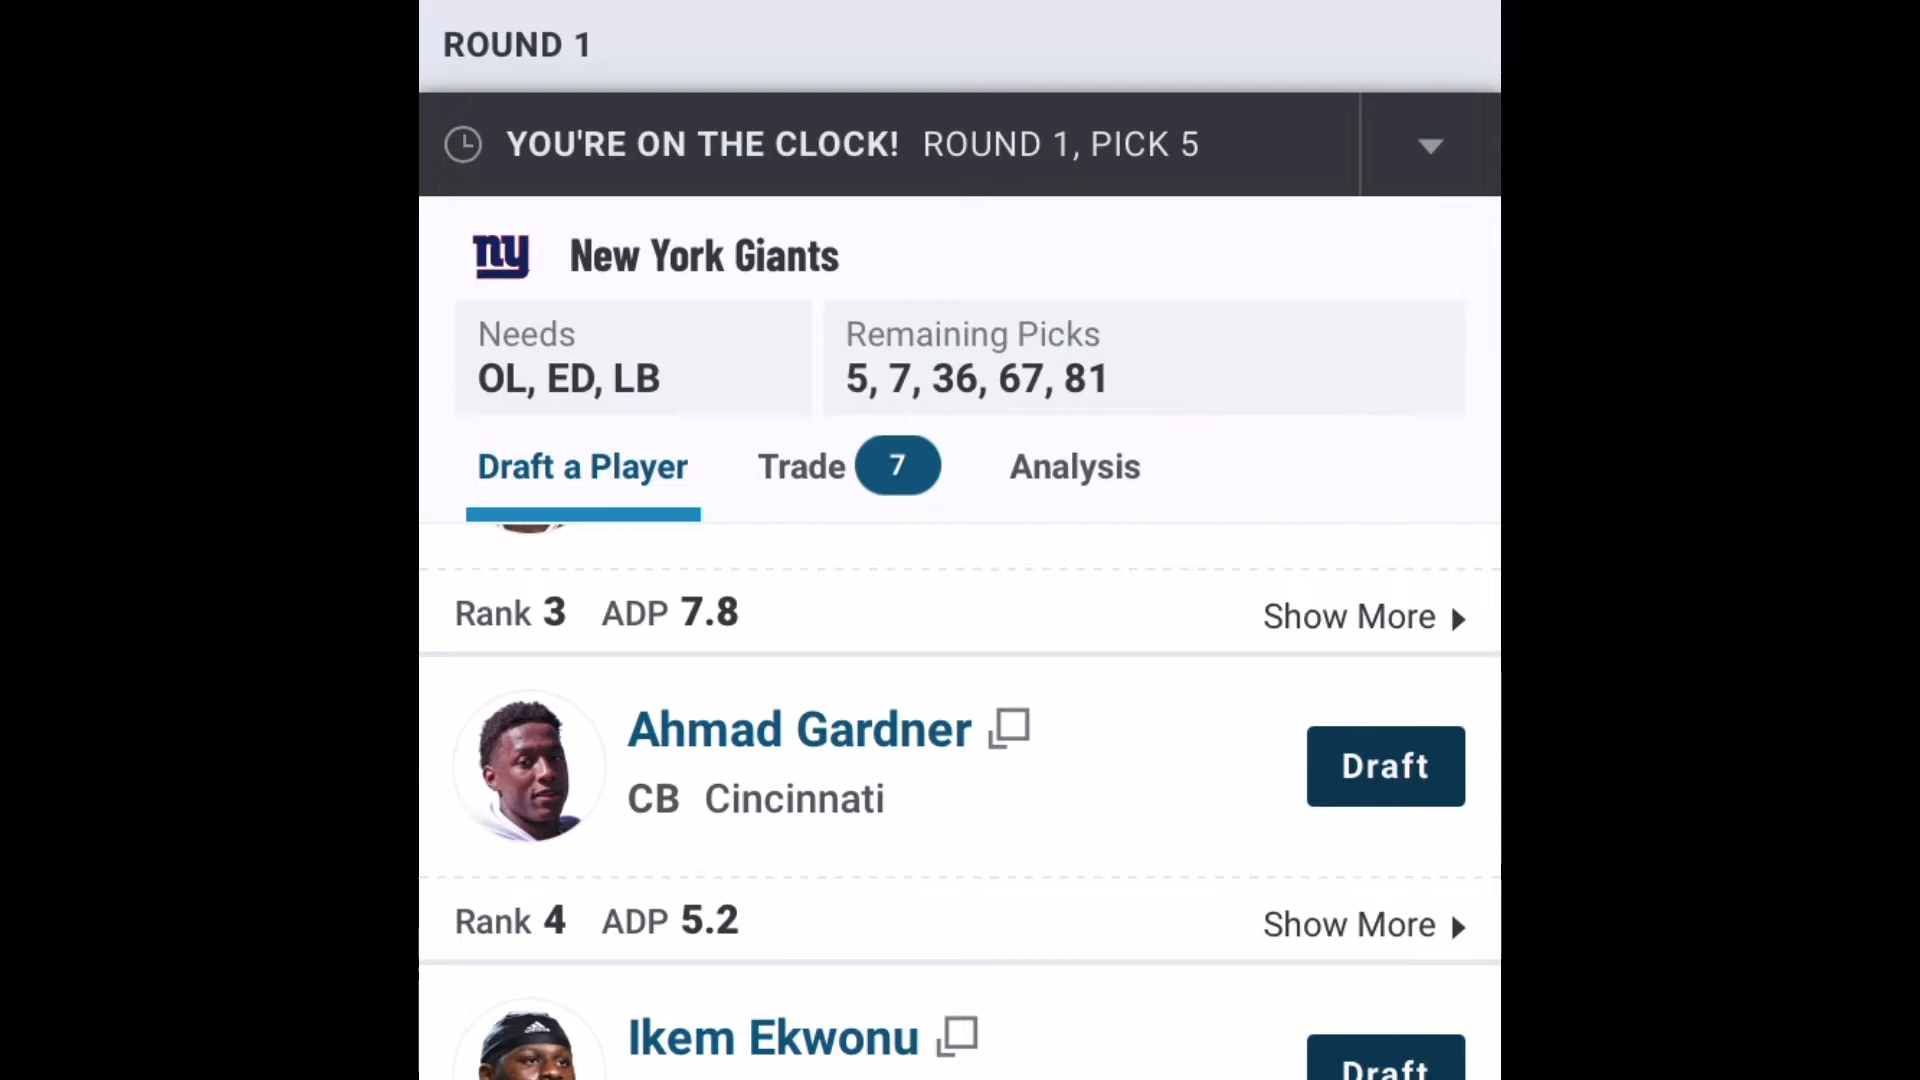 ROUND 1
YOU'RE ON THE CLOCK! ROUND 1, PICK 5
ny New York Giants
Needs
OL, ED, LB
Remaining Picks
5, 7, 36, 67, 81
Draft a Player Trade 7 Analysis
Rank 3 ADP 7.8 Show More
Ahmad Gardner
CB Cincinnati
Draft
Rank 4 ADP 5.2 Show More
Ikem Ekwonu
Draft